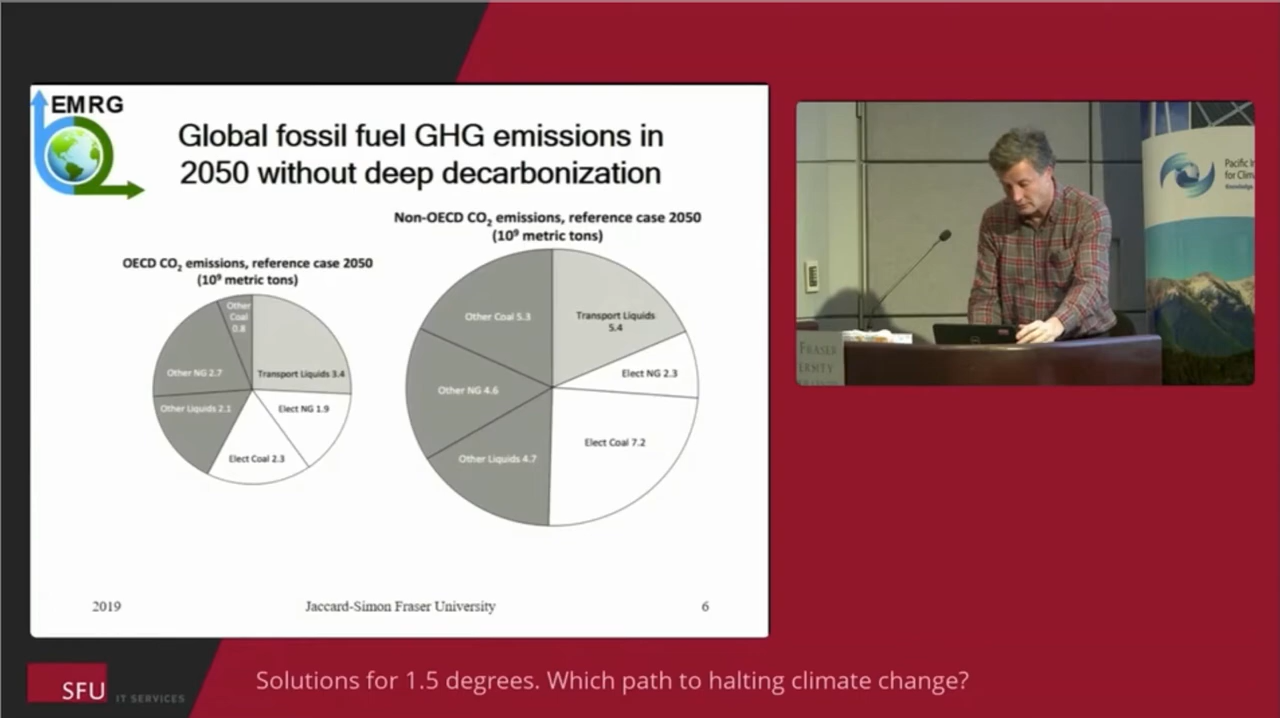 EMRG
Global fossil fuel GHG emissions in
2050 without deep decarbonization
OECD CO₂ emissions, reference case 2050
(10⁹ metric tons)
Other
Coal
0.8
Other NG 2.7
Transport Liquids 3.4
Other Liquids 2.1
Elect NG 1.9
Elect Coal 2.3
Non-OECD CO₂ emissions, reference case 2050
(10⁹ metric tons)
Other Coal 5.3
Transport Liquids
5.4
Elect NG 2.3
Other NG 4.6
Elect Coal 7.2
Other Liquids 4.7
2019
Jaccard-Simon Fraser University
6
Pacific
for
FRASER
SFU
IT SERVICES
Solutions for 1.5 degrees. Which path to halting climate change?